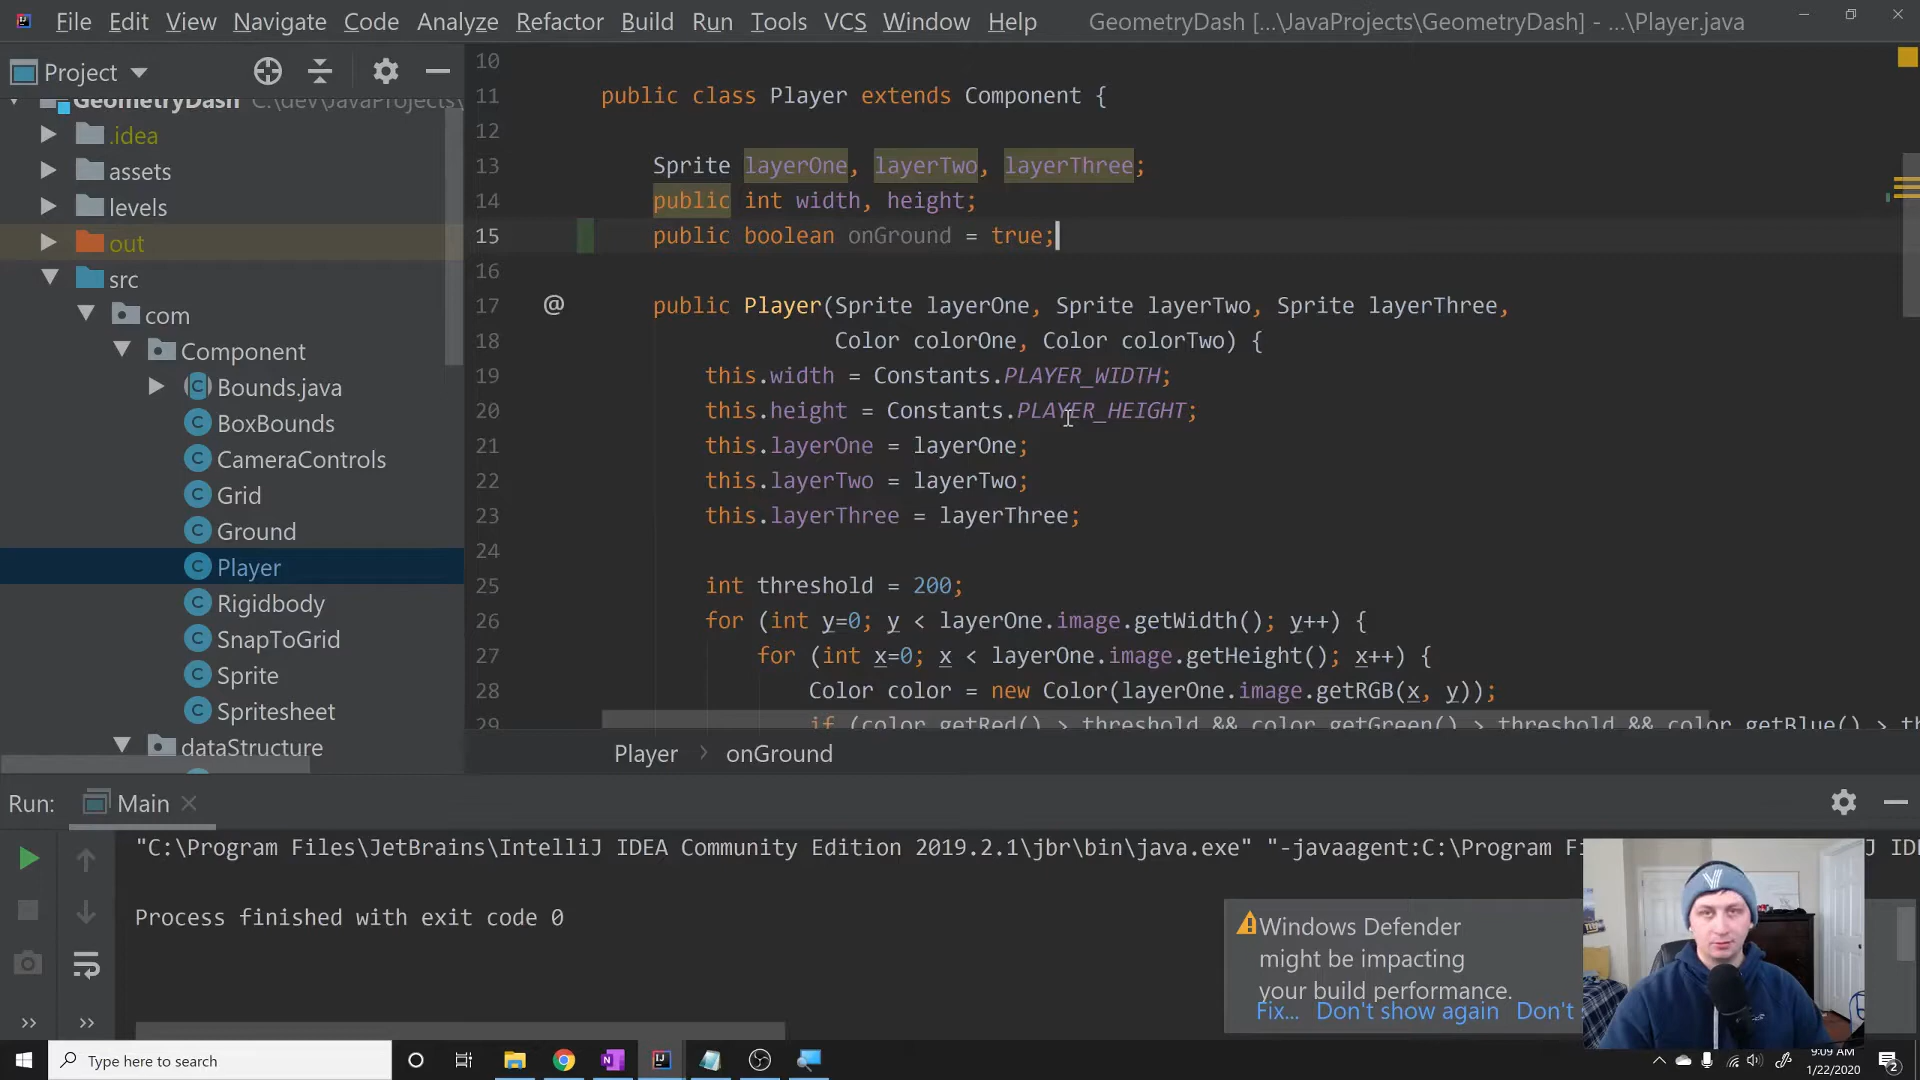 File Edit View Navigate Code Analyze Refactor Build Run Tools VCS Window Help GeometryDash [...\JavaProjects\GeometryDash] - ...\Player.java
Project
GeometryDash C:\dev\JavaProjects\
.idea
assets
levels
out
src
com
Component
Bounds.java
BoxBounds
CameraControls
Grid
Ground
Player
Rigidbody
SnapToGrid
Sprite
Spritesheet
dataStructure
10
11 public class Player extends Component {
12
13 Sprite layerOne, layerTwo, layerThree;
14 public int width, height;
15 public boolean onGround = true;
16
17 @ public Player(Sprite layerOne, Sprite layerTwo, Sprite layerThree,
18 Color colorOne, Color colorTwo) {
19 this.width = Constants.PLAYER_WIDTH;
20 this.height = Constants.PLAYER_HEIGHT;
21 this.layerOne = layerOne;
22 this.layerTwo = layerTwo;
23 this.layerThree = layerThree;
24
25 int threshold = 200;
26 for (int y=0; y < layerOne.image.getWidth(); y++) {
27 for (int x=0; x < layerOne.image.getHeight(); x++) {
28 Color color = new Color(layerOne.image.getRGB(x, y));
29 if (color.getRed() > threshold && color.getGreen() > threshold && color.getBlue() > th
Player > onGround
Run: Main
"C:\Program Files\JetBrains\IntelliJ IDEA Community Edition 2019.2.1\jbr\bin\java.exe" "-javaagent:C:\Program Fi J IDE
Process finished with exit code 0
Windows Defender
might be impacting
your build performance.
Fix... Don't show again Don't s
Type here to search
9:09 AM
1/22/2020
2